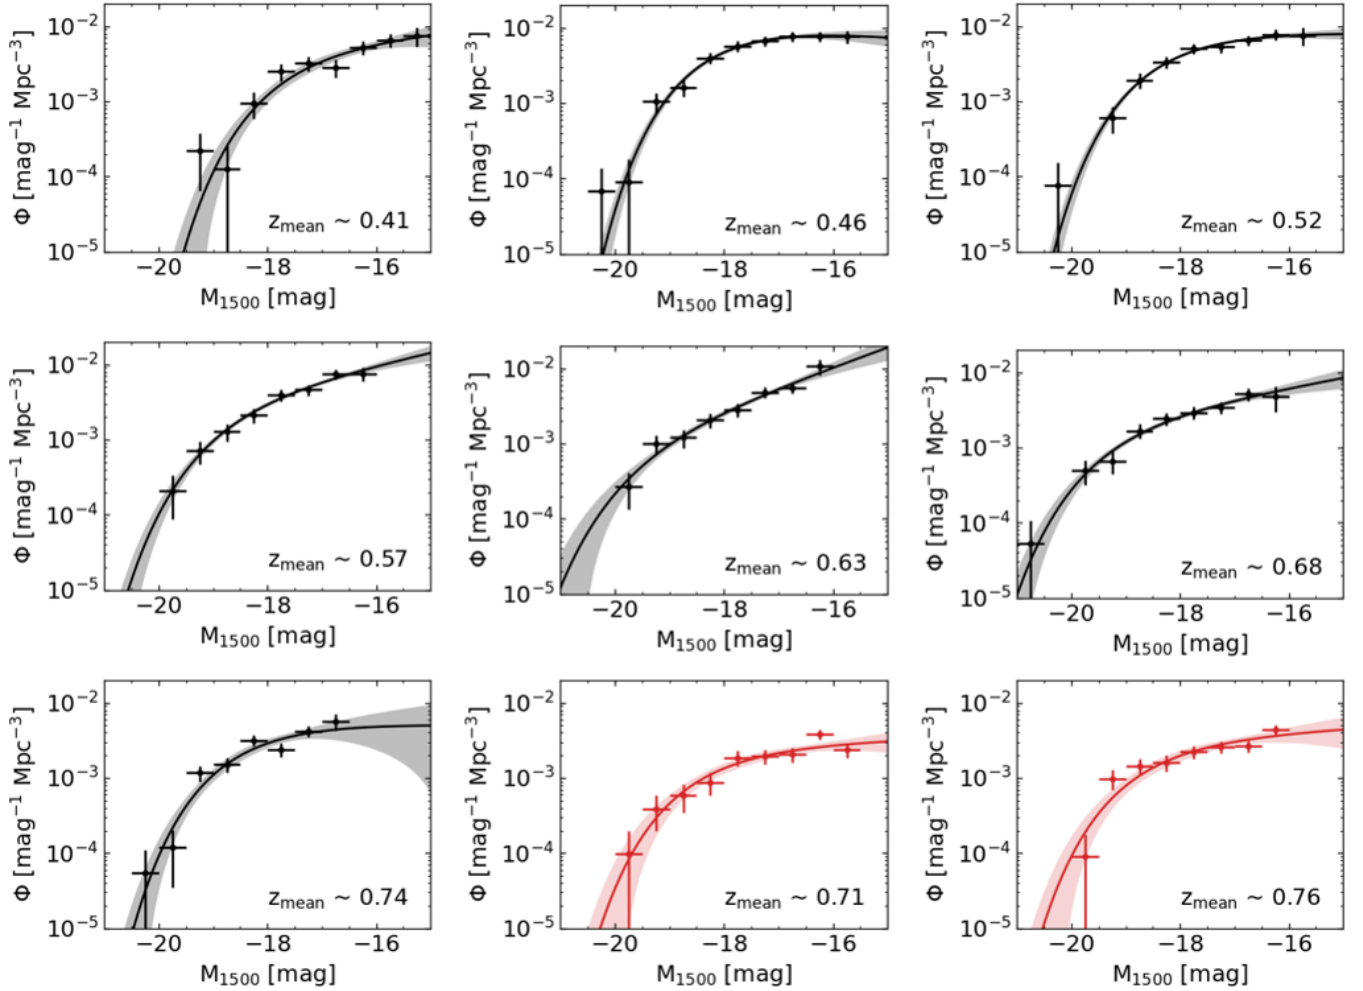 Φ [mag⁻¹ Mpc⁻³]
10⁻²
10⁻³
10⁻⁴
10⁻⁵
z_mean ~ 0.41
−20 −18 −16
M₁₅₀₀ [mag]
Φ [mag⁻¹ Mpc⁻³]
10⁻²
10⁻³
10⁻⁴
10⁻⁵
z_mean ~ 0.46
−20 −18 −16
M₁₅₀₀ [mag]
Φ [mag⁻¹ Mpc⁻³]
10⁻²
10⁻³
10⁻⁴
10⁻⁵
z_mean ~ 0.52
−20 −18 −16
M₁₅₀₀ [mag]
Φ [mag⁻¹ Mpc⁻³]
10⁻²
10⁻³
10⁻⁴
10⁻⁵
z_mean ~ 0.57
−20 −18 −16
M₁₅₀₀ [mag]
Φ [mag⁻¹ Mpc⁻³]
10⁻²
10⁻³
10⁻⁴
10⁻⁵
z_mean ~ 0.63
−20 −18 −16
M₁₅₀₀ [mag]
Φ [mag⁻¹ Mpc⁻³]
10⁻²
10⁻³
10⁻⁴
10⁻⁵
z_mean ~ 0.68
−20 −18 −16
M₁₅₀₀ [mag]
Φ [mag⁻¹ Mpc⁻³]
10⁻²
10⁻³
10⁻⁴
10⁻⁵
z_mean ~ 0.74
−20 −18 −16
M₁₅₀₀ [mag]
Φ [mag⁻¹ Mpc⁻³]
10⁻²
10⁻³
10⁻⁴
10⁻⁵
z_mean ~ 0.71
−20 −18 −16
M₁₅₀₀ [mag]
Φ [mag⁻¹ Mpc⁻³]
10⁻²
10⁻³
10⁻⁴
10⁻⁵
z_mean ~ 0.76
−20 −18 −16
M₁₅₀₀ [mag]